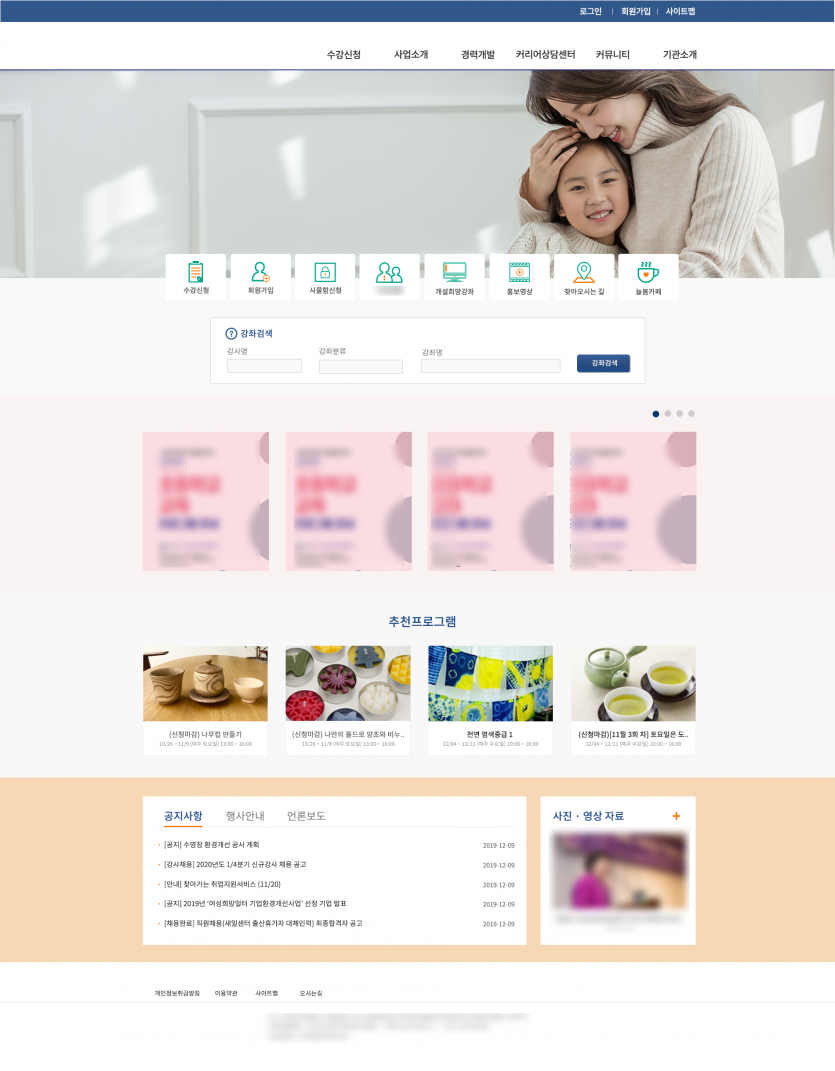 로그인 | 회원가입 | 사이트맵
수강신청 사업소개 경력개발 커리어상담센터 커뮤니티 기관소개
수강신청 회원가입 사물함신청 개설희망강좌 홍보영상 찾아오시는 길 늘봄카페
? 강좌검색
강사명 강좌분류 강좌명
강좌검색
추천프로그램
(신청마감) 나무컵 만들기
10/26 ~ 11/9 (매주 토요일) 13:00 ~ 16:00
(신청마감) 나만의 몰드로 양초와 비누..
10/26 ~ 11/9 (매주 토요일) 13:00 ~ 16:00
천연 염색중급 1
12/04 ~ 12/11 (매주 수요일) 10:00 ~ 16:00
(신청마감)[11월 3회 차] 토요일은 도..
12/04 ~ 12/11 (매주 수요일) 10:00 ~ 16:00
공지사항 행사안내 언론보도
· [공지] 수영장 환경개선 공사 계획 2019-12-09
· [강사채용] 2020년도 1/4분기 신규강사 채용 공고 2019-12-09
· [안내] 찾아가는 취업지원서비스 (11/20) 2019-12-09
· [공지] 2019년 '여성희망일터 기업환경개선사업' 선정 기업 발표 2019-12-09
· [채용완료] 직원채용(새일센터 출산휴가자 대체인력) 최종합격자 공고 2019-12-09
사진 · 영상 자료 +
개인정보취급방침 이용약관 사이트맵 오시는길